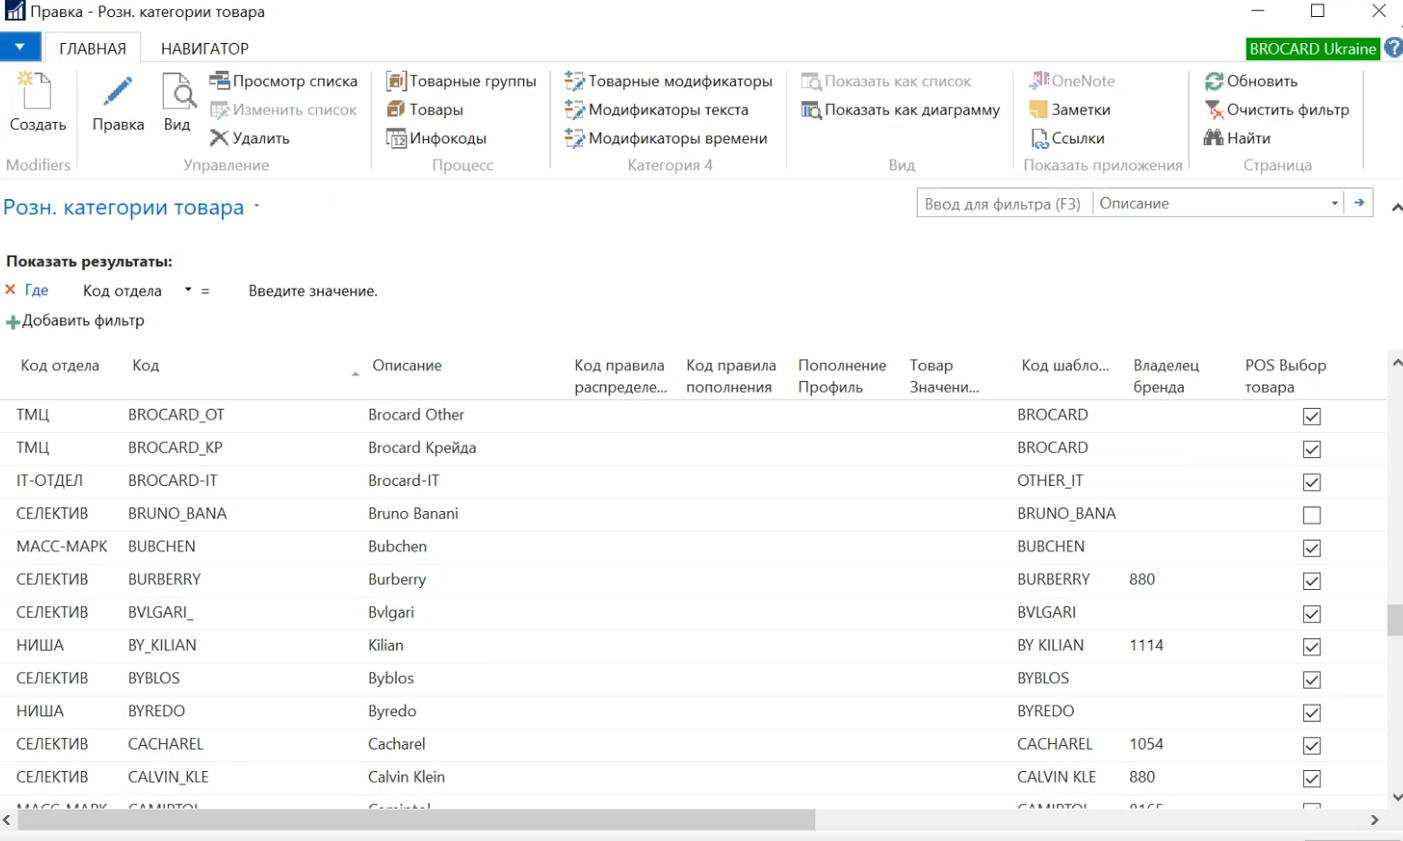 Правка - Розн. категории товара
ГЛАВНАЯ НАВИГАТОР BROCARD Ukraine ?
Создать Правка Вид Просмотр списка Товарные группы Товарные модификаторы Показать как список OneNote Обновить
Изменить список Товары Модификаторы текста Показать как диаграмму Заметки Очистить фильтр
Удалить 12 Инфокоды Модификаторы времени Ссылки Найти
Modifiers Управление Процесс Категория 4 Вид Показать приложения Страница
Розн. категории товара Ввод для фильтра (F3) Описание
Показать результаты:
Где Код отдела = Введите значение.
Добавить фильтр
Код отдела Код Описание Код правила распределе... Код правила пополнения Пополнение Профиль Товар Значени... Код шабло... Владелец бренда POS Выбор товара
ТМЦ BROCARD_OT Brocard Other BROCARD
ТМЦ BROCARD_KP Brocard Крейда BROCARD
ІТ-ОТДЕЛ BROCARD-IT Brocard-IT OTHER_IT
СЕЛЕКТИВ BRUNO_BANA Bruno Banani BRUNO_BANA
МАСС-МАРК BUBCHEN Bubchen BUBCHEN
СЕЛЕКТИВ BURBERRY Burberry BURBERRY 880
СЕЛЕКТИВ BVLGARI_ Bvlgari BVLGARI
НИША BY_KILIAN Kilian BY KILIAN 1114
СЕЛЕКТИВ BYBLOS Byblos BYBLOS
НИША BYREDO Byredo BYREDO
СЕЛЕКТИВ CACHAREL Cacharel CACHAREL 1054
СЕЛЕКТИВ CALVIN_KLE Calvin Klein CALVIN KLE 880
МАСС-МАРК